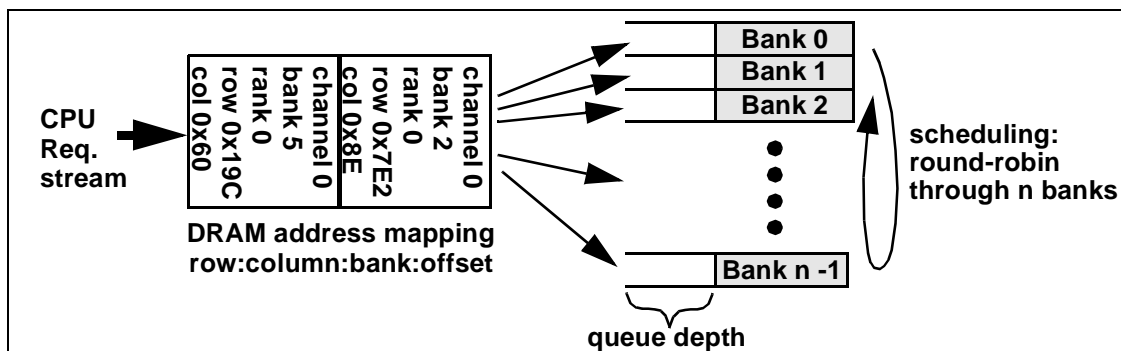 CPU
Req.
stream
col 0x60
row 0x19C
rank 0
bank 5
channel 0
col 0x8E
row 0x7E2
rank 0
bank 2
channel 0
DRAM address mapping
row:column:bank:offset
Bank 0
Bank 1
Bank 2
Bank n -1
queue depth
scheduling:
round-robin
through n banks